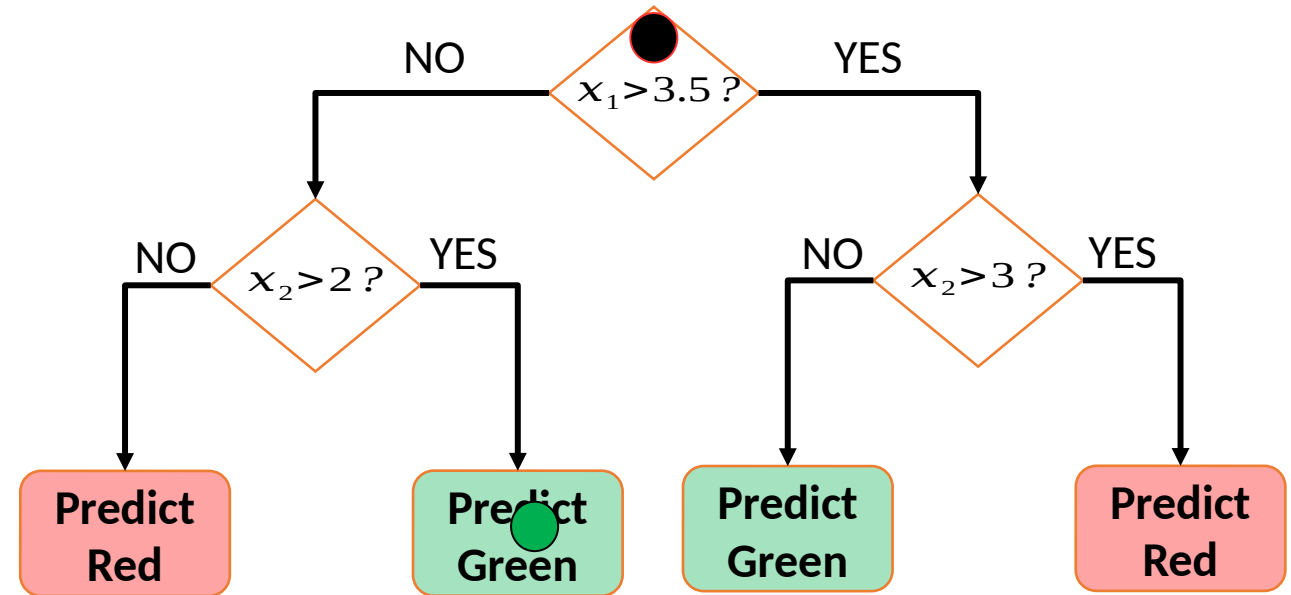 NO
YES
x₁>3.5 ?
NO
YES
x₂>2 ?
NO
YES
x₂>3 ?
Predict
Red
Predict
Green
Predict
Green
Predict
Red